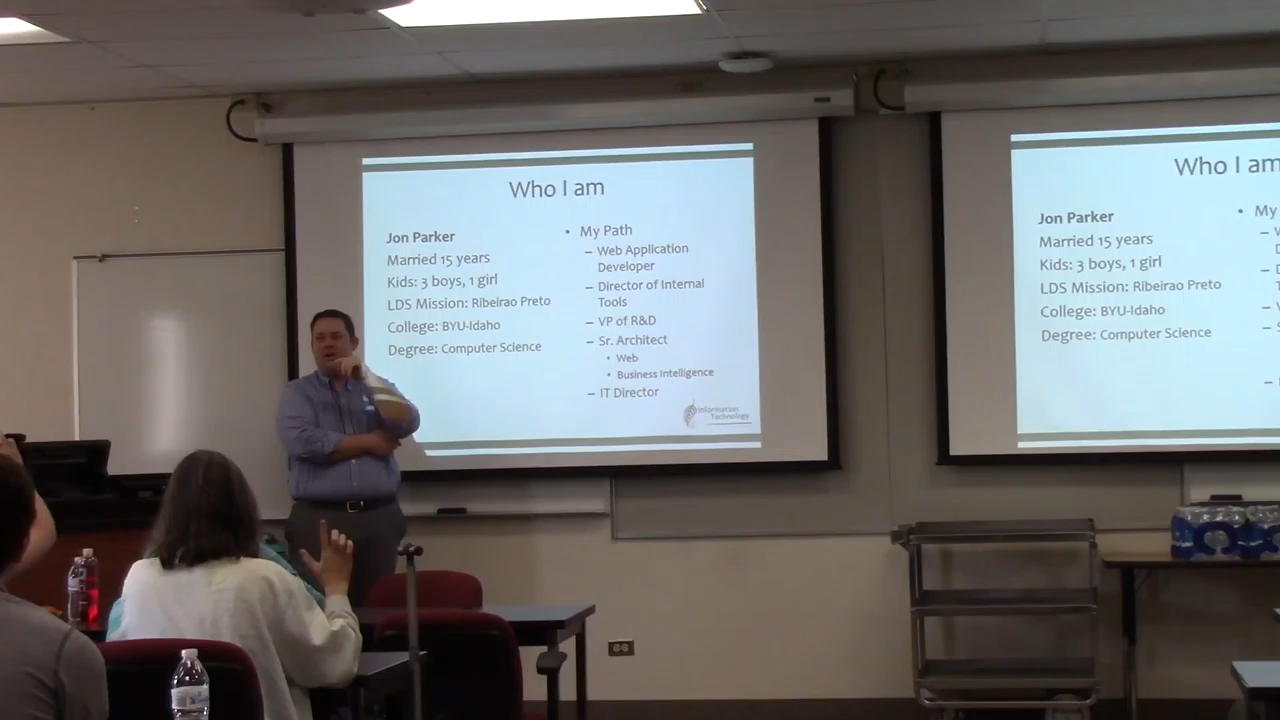 Who I am
Jon Parker
Married 15 years
Kids: 3 boys, 1 girl
LDS Mission: Ribeirao Preto
College: BYU-Idaho
Degree: Computer Science
• My Path
– Web Application
Developer
– Director of Internal
Tools
– VP of R&D
– Sr. Architect
• Web
• Business Intelligence
– IT Director
Information
Technology
Who I am
Jon Parker
Married 15 years
Kids: 3 boys, 1 girl
LDS Mission: Ribeirao Preto
College: BYU-Idaho
Degree: Computer Science
• My